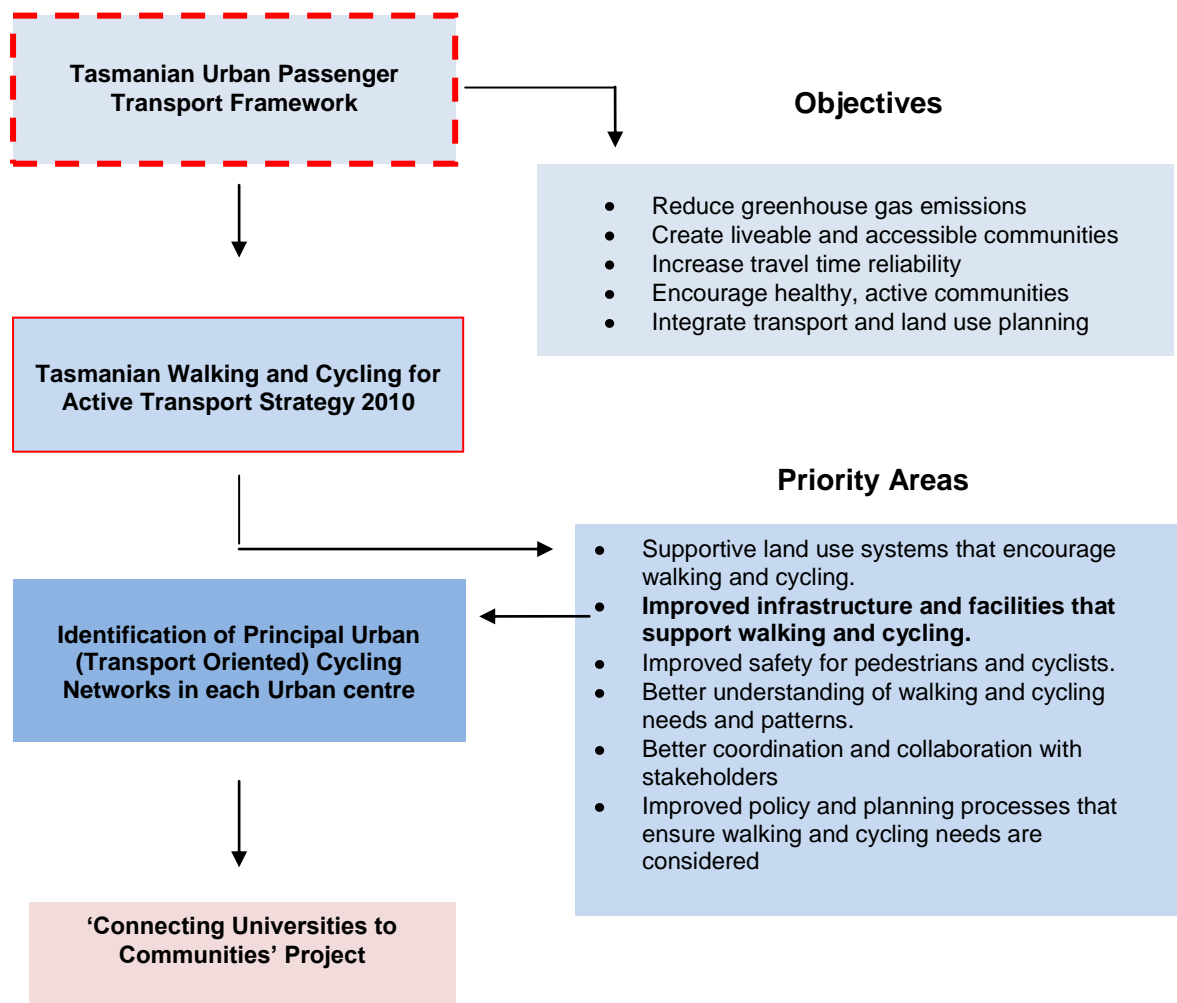 Tasmanian Urban Passenger
Transport Framework
Objectives
• Reduce greenhouse gas emissions
• Create liveable and accessible communities
• Increase travel time reliability
• Encourage healthy, active communities
• Integrate transport and land use planning
Tasmanian Walking and Cycling for
Active Transport Strategy 2010
Priority Areas
• Supportive land use systems that encourage
walking and cycling.
• Improved infrastructure and facilities that
support walking and cycling.
• Improved safety for pedestrians and cyclists.
• Better understanding of walking and cycling
needs and patterns.
• Better coordination and collaboration with
stakeholders
• Improved policy and planning processes that
ensure walking and cycling needs are
considered
Identification of Principal Urban
(Transport Oriented) Cycling
Networks in each Urban centre
‘Connecting Universities to
Communities’ Project